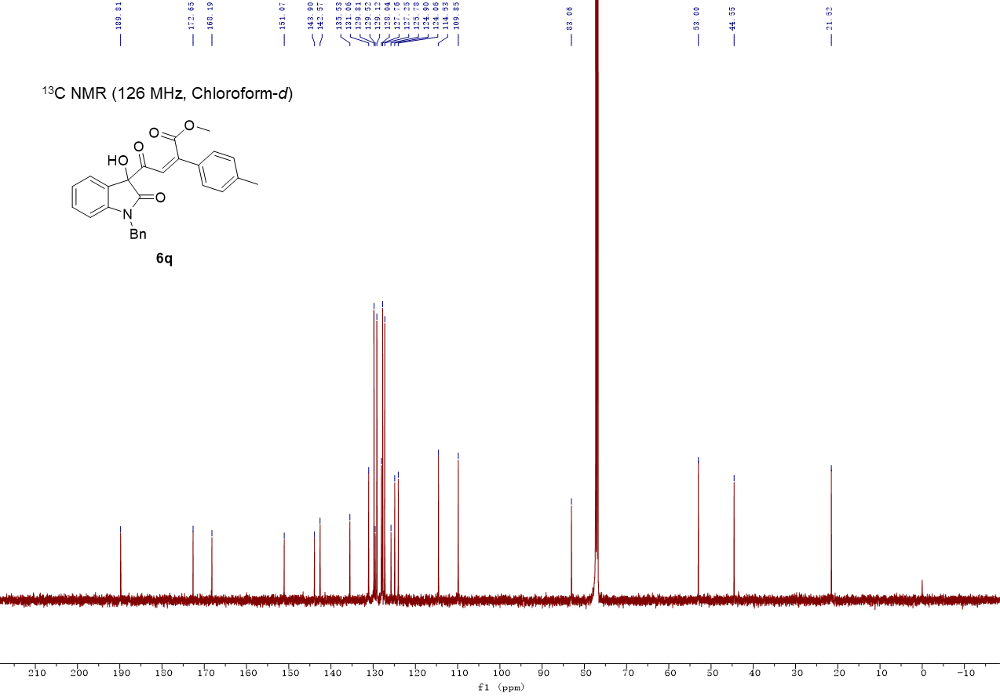 189.81
172.65
168.19
151.07
143.90
142.57
135.53
131.06
129.81
129.52
129.12
128.04
127.76
127.25
125.78
124.90
124.06
114.53
109.85
83.06
53.00
44.55
21.52
¹³C NMR (126 MHz, Chloroform-d)
O
O
O
HO
O
N
Bn
6q
210 200 190 180 170 160 150 140 130 120 110 100 90 80 70 60 50 40 30 20 10 0 -10
f1 (ppm)